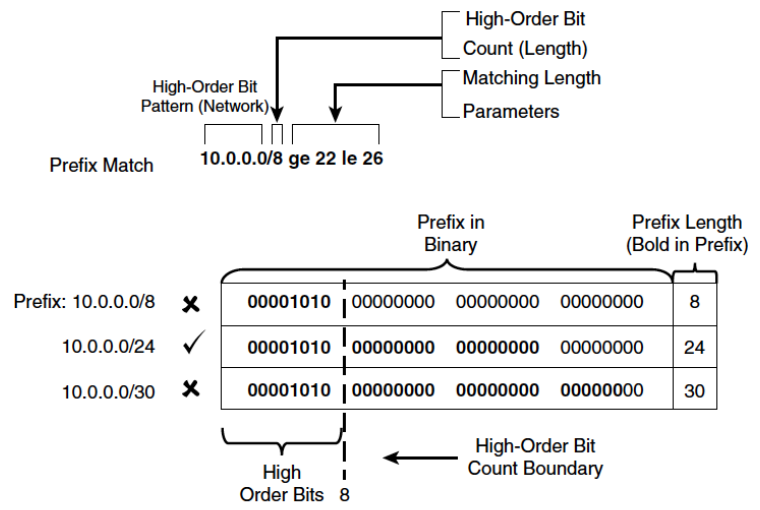 High-Order Bit
Count (Length)
Matching Length
Parameters
High-Order Bit
Pattern (Network)
Prefix Match
10.0.0.0/8 ge 22 le 26
Prefix in
Binary
Prefix Length
(Bold in Prefix)
Prefix: 10.0.0.0/8 ✘ 00001010 00000000 00000000 00000000 8
10.0.0.0/24 ✓ 00001010 00000000 00000000 00000000 24
10.0.0.0/30 ✘ 00001010 00000000 00000000 00000000 30
High
Order Bits 8
High-Order Bit
Count Boundary